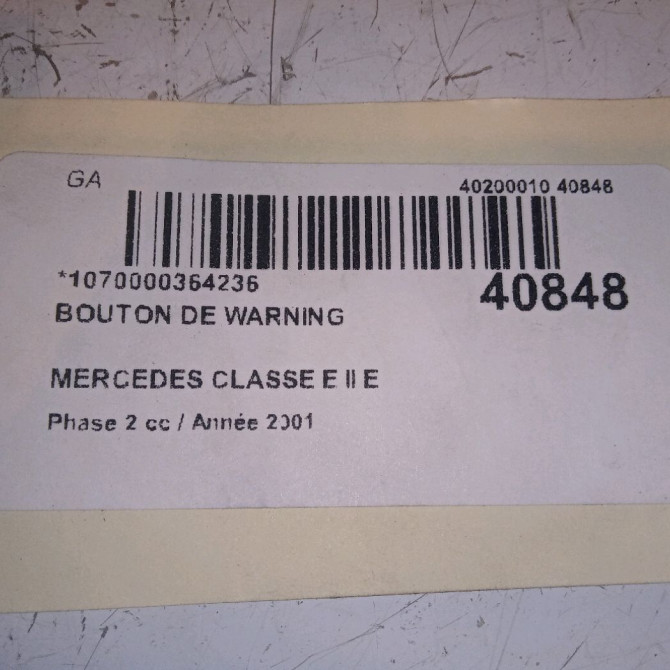 GA
40200010 40848
*1070000364236
40848
BOUTON DE WARNING
MERCEDES CLASSE E II E
Phase 2 cc / Année 2001